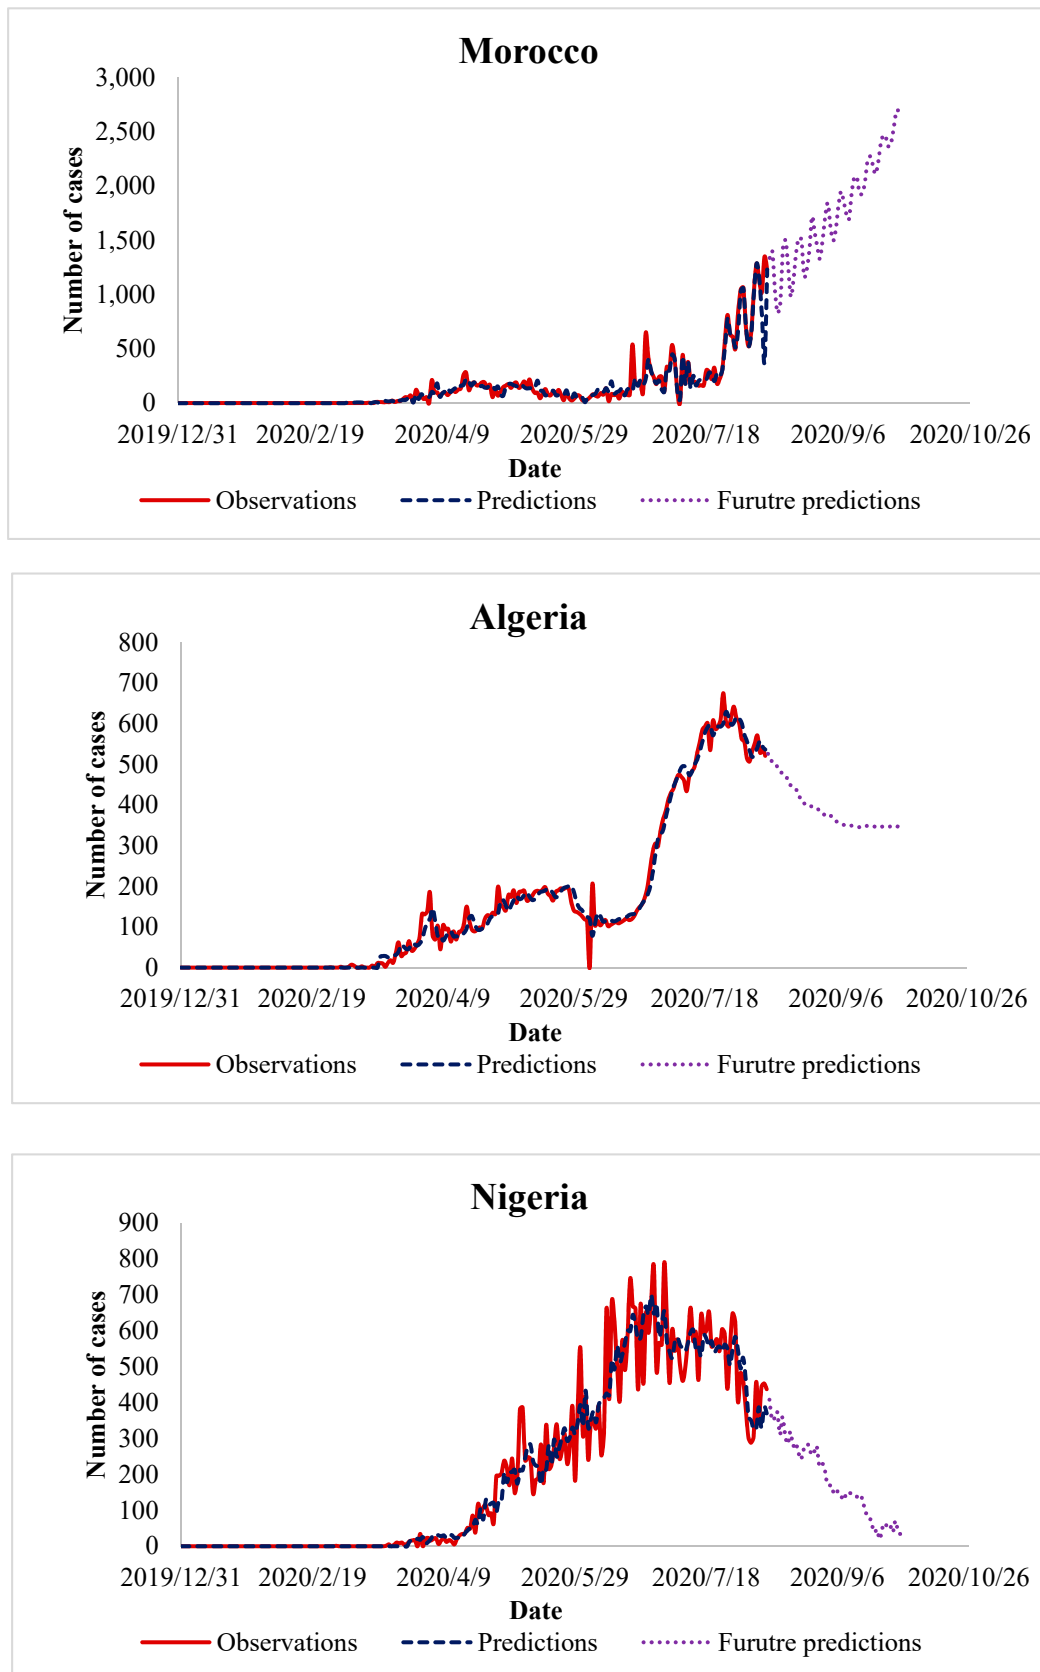 Morocco
3,000
2,500
2,000
1,500
1,000
500
0
Number of cases
2019/12/31 2020/2/19 2020/4/9 2020/5/29 2020/7/18 2020/9/6 2020/10/26
Date
Observations Predictions Furutre predictions
Algeria
800
700
600
500
400
300
200
100
0
Number of cases
2019/12/31 2020/2/19 2020/4/9 2020/5/29 2020/7/18 2020/9/6 2020/10/26
Date
Observations Predictions Furutre predictions
Nigeria
900
800
700
600
500
400
300
200
100
0
Number of cases
2019/12/31 2020/2/19 2020/4/9 2020/5/29 2020/7/18 2020/9/6 2020/10/26
Date
Observations Predictions Furutre predictions